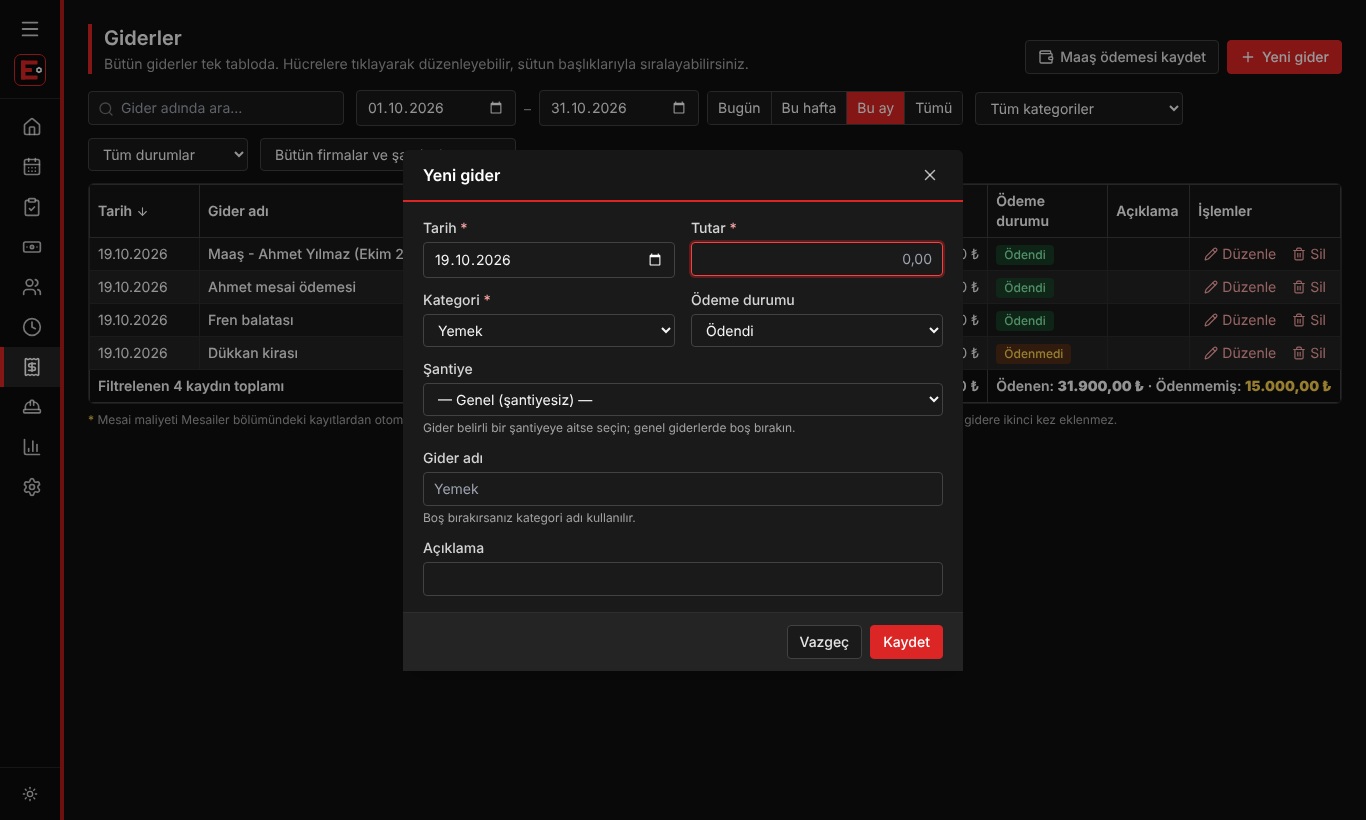 Giderler
Bütün giderler tek tabloda. Hücrelere tıklayarak düzenleyebilir, sütun başlıklarıyla sıralayabilirsiniz.
Maaş ödemesi kaydet
+ Yeni gider
Gider adında ara...
01.10.2026 – 31.10.2026
Bugün Bu hafta Bu ay Tümü
Tüm kategoriler
Tüm durumlar
Bütün firmalar ve
Yeni gider
Tarih *
19.10.2026
Tutar *
0,00
Kategori *
Yemek
Ödeme durumu
Ödendi
Şantiye
— Genel (şantiyesiz) —
Gider belirli bir şantiyeye aitse seçin; genel giderlerde boş bırakın.
Gider adı
Yemek
Boş bırakırsanız kategori adı kullanılır.
Açıklama
Vazgeç Kaydet
Tarih ↓ Gider adı Ödeme durumu Açıklama İşlemler
19.10.2026 Maaş - Ahmet Yılmaz (Ekim 2 0 ₺ Ödendi Düzenle Sil
19.10.2026 Ahmet mesai ödemesi 0 ₺ Ödendi Düzenle Sil
19.10.2026 Fren balatası 0 ₺ Ödendi Düzenle Sil
19.10.2026 Dükkan kirası 0 ₺ Ödenmedi Düzenle Sil
Filtrelenen 4 kaydın toplamı 0 ₺ Ödenen: 31.900,00 ₺ · Ödenmemiş: 15.000,00 ₺
* Mesai maliyeti Mesailer bölümündeki kayıtlardan otom
gidere ikinci kez eklenmez.